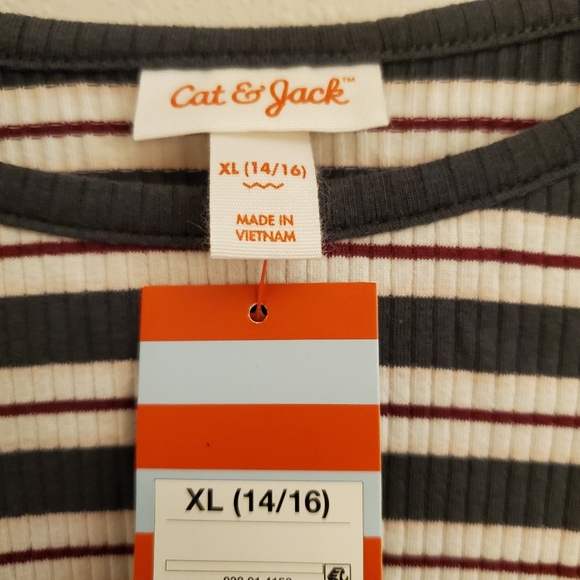 Cat & Jack™
XL (14/16)
MADE IN
VIETNAM
XL (14/16)